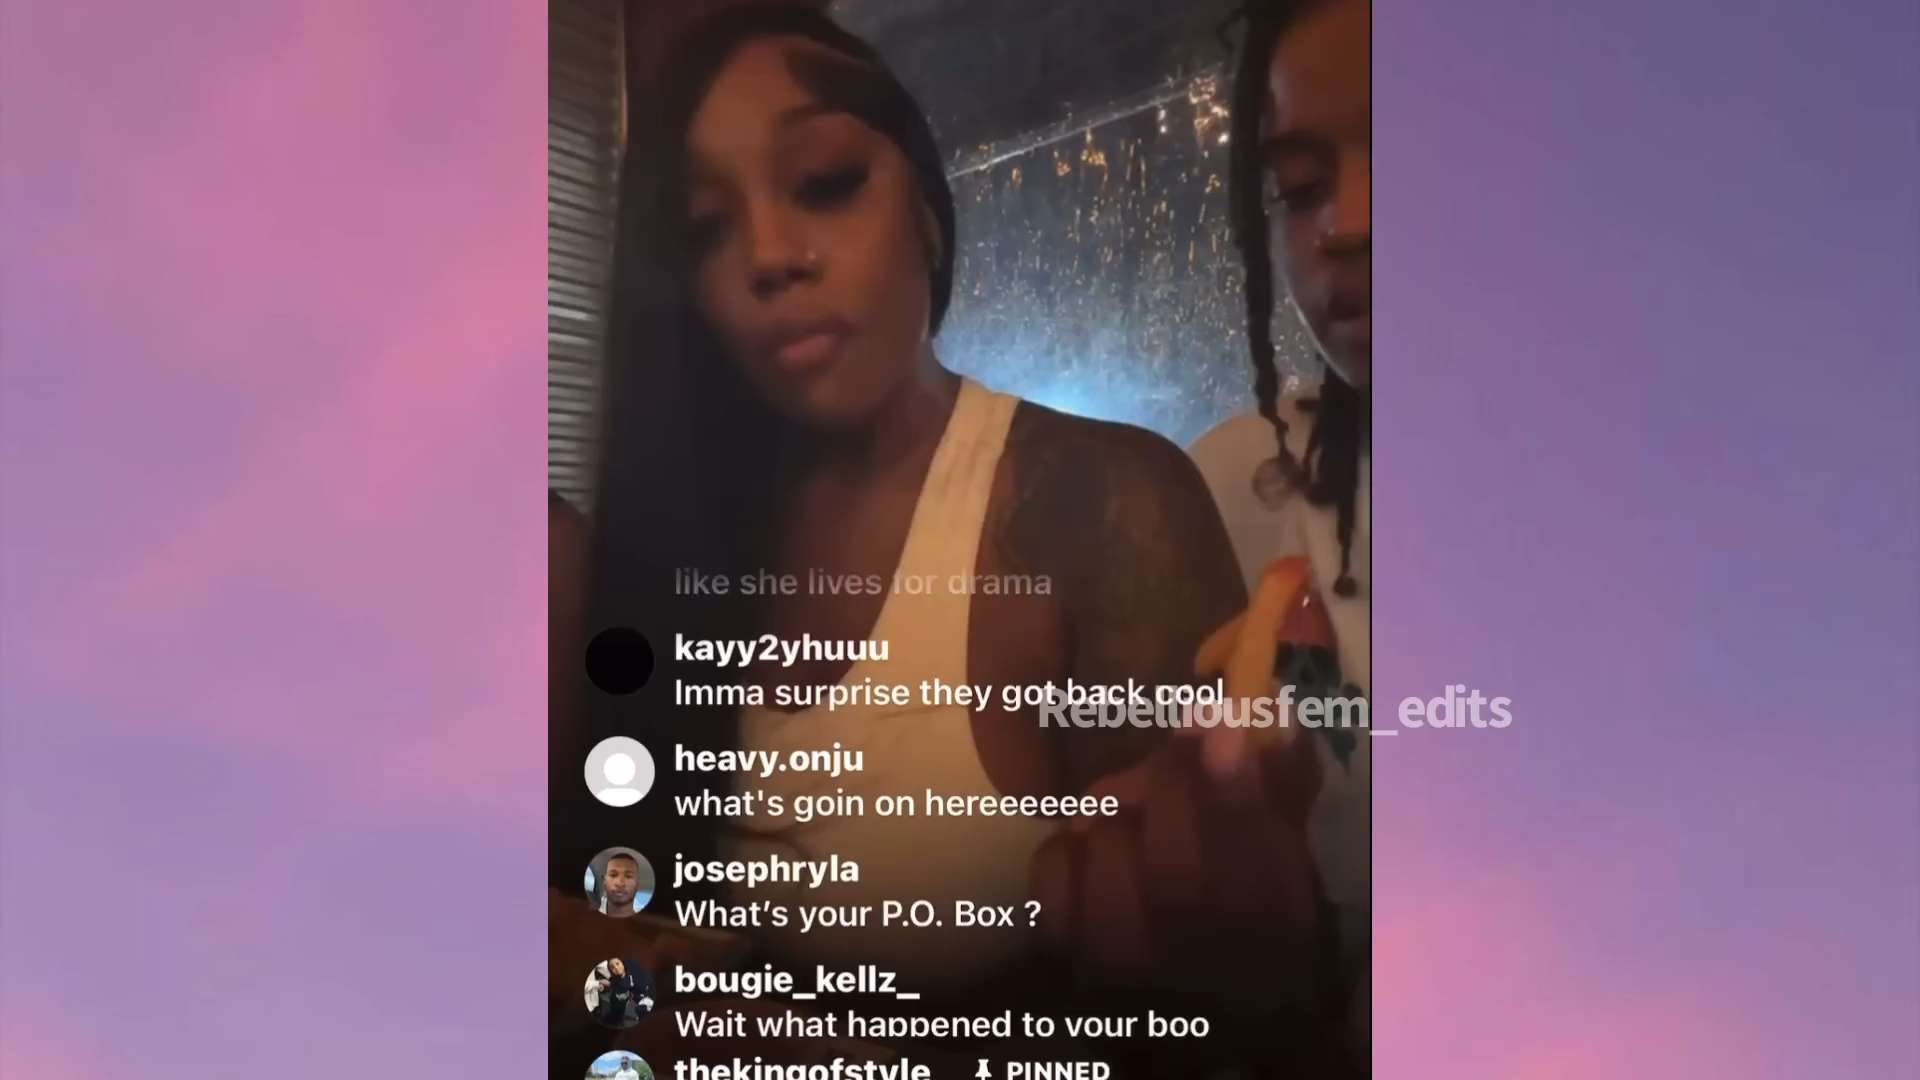 like she lives for drama
kayy2yhuuu
Imma surprise they got back cool
Rebelliousfem_edits
heavy.onju
what's goin on hereeeeeee
josephryla
What’s your P.O. Box ?
bougie_kellz_
Wait what happened to your boo
thekingofstyle PINNED